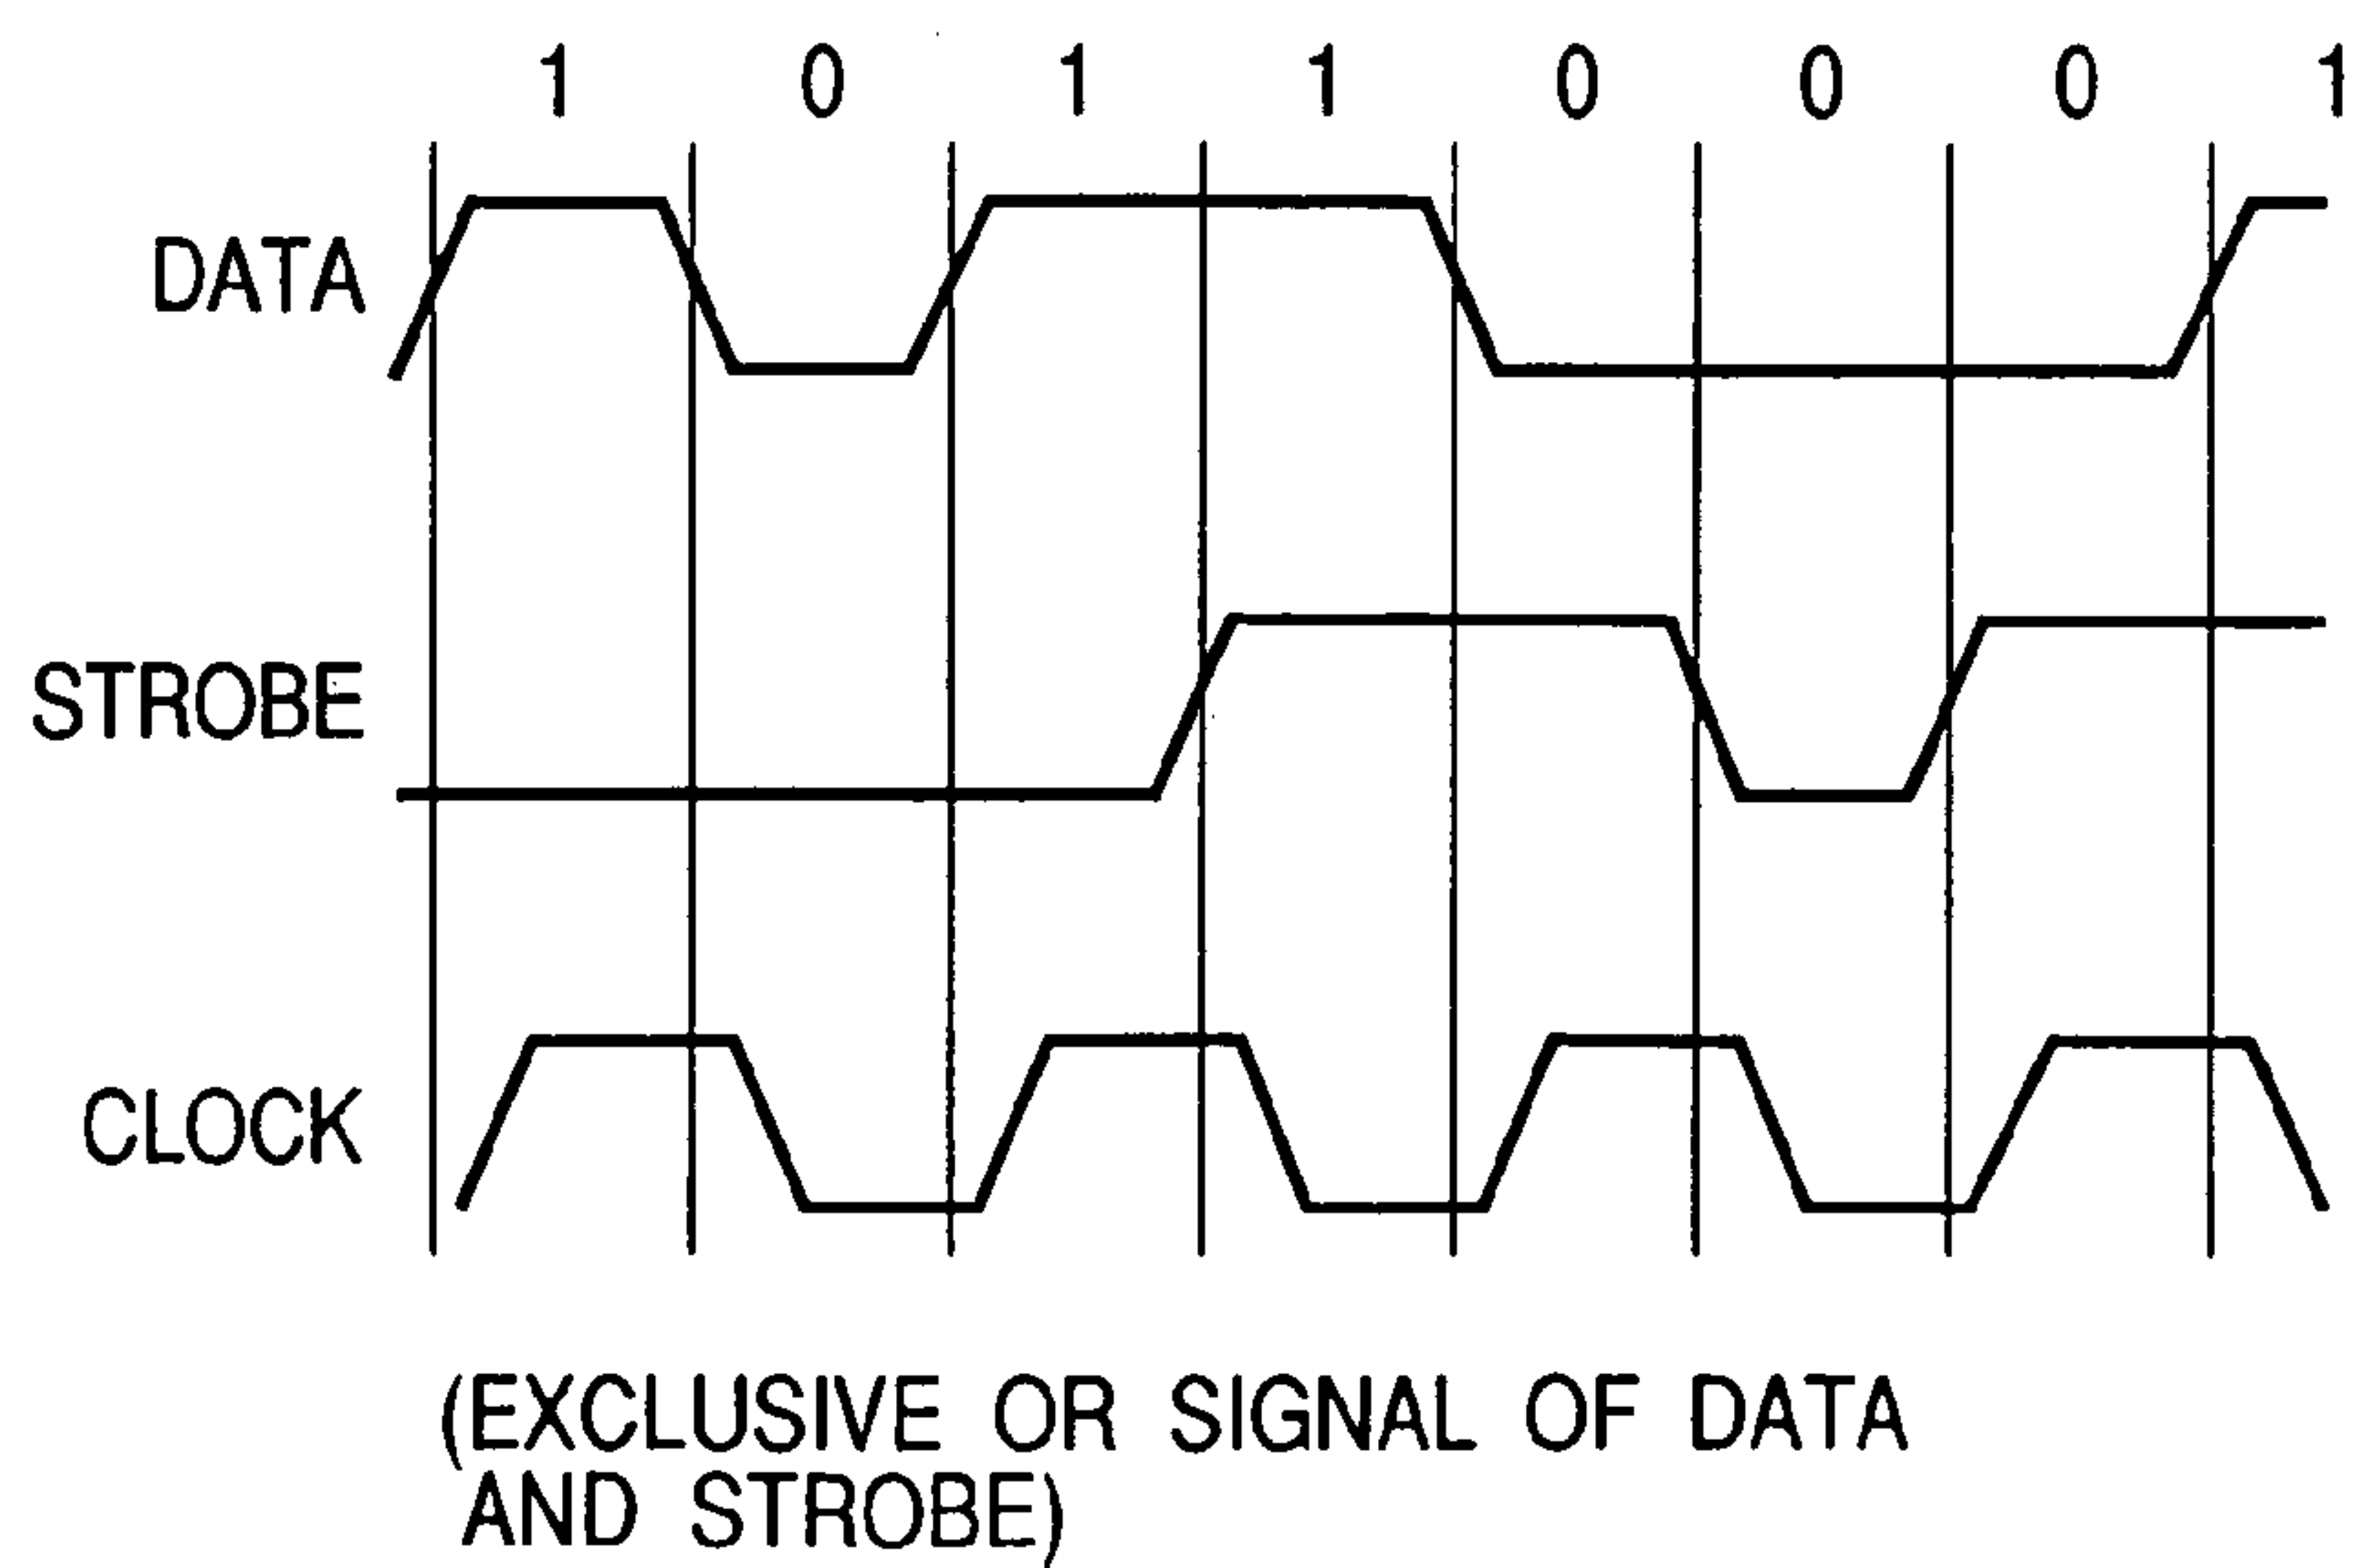 1 0 1 1 0 0 0 1
DATA
STROBE
CLOCK
(EXCLUSIVE OR SIGNAL OF DATA
AND STROBE)